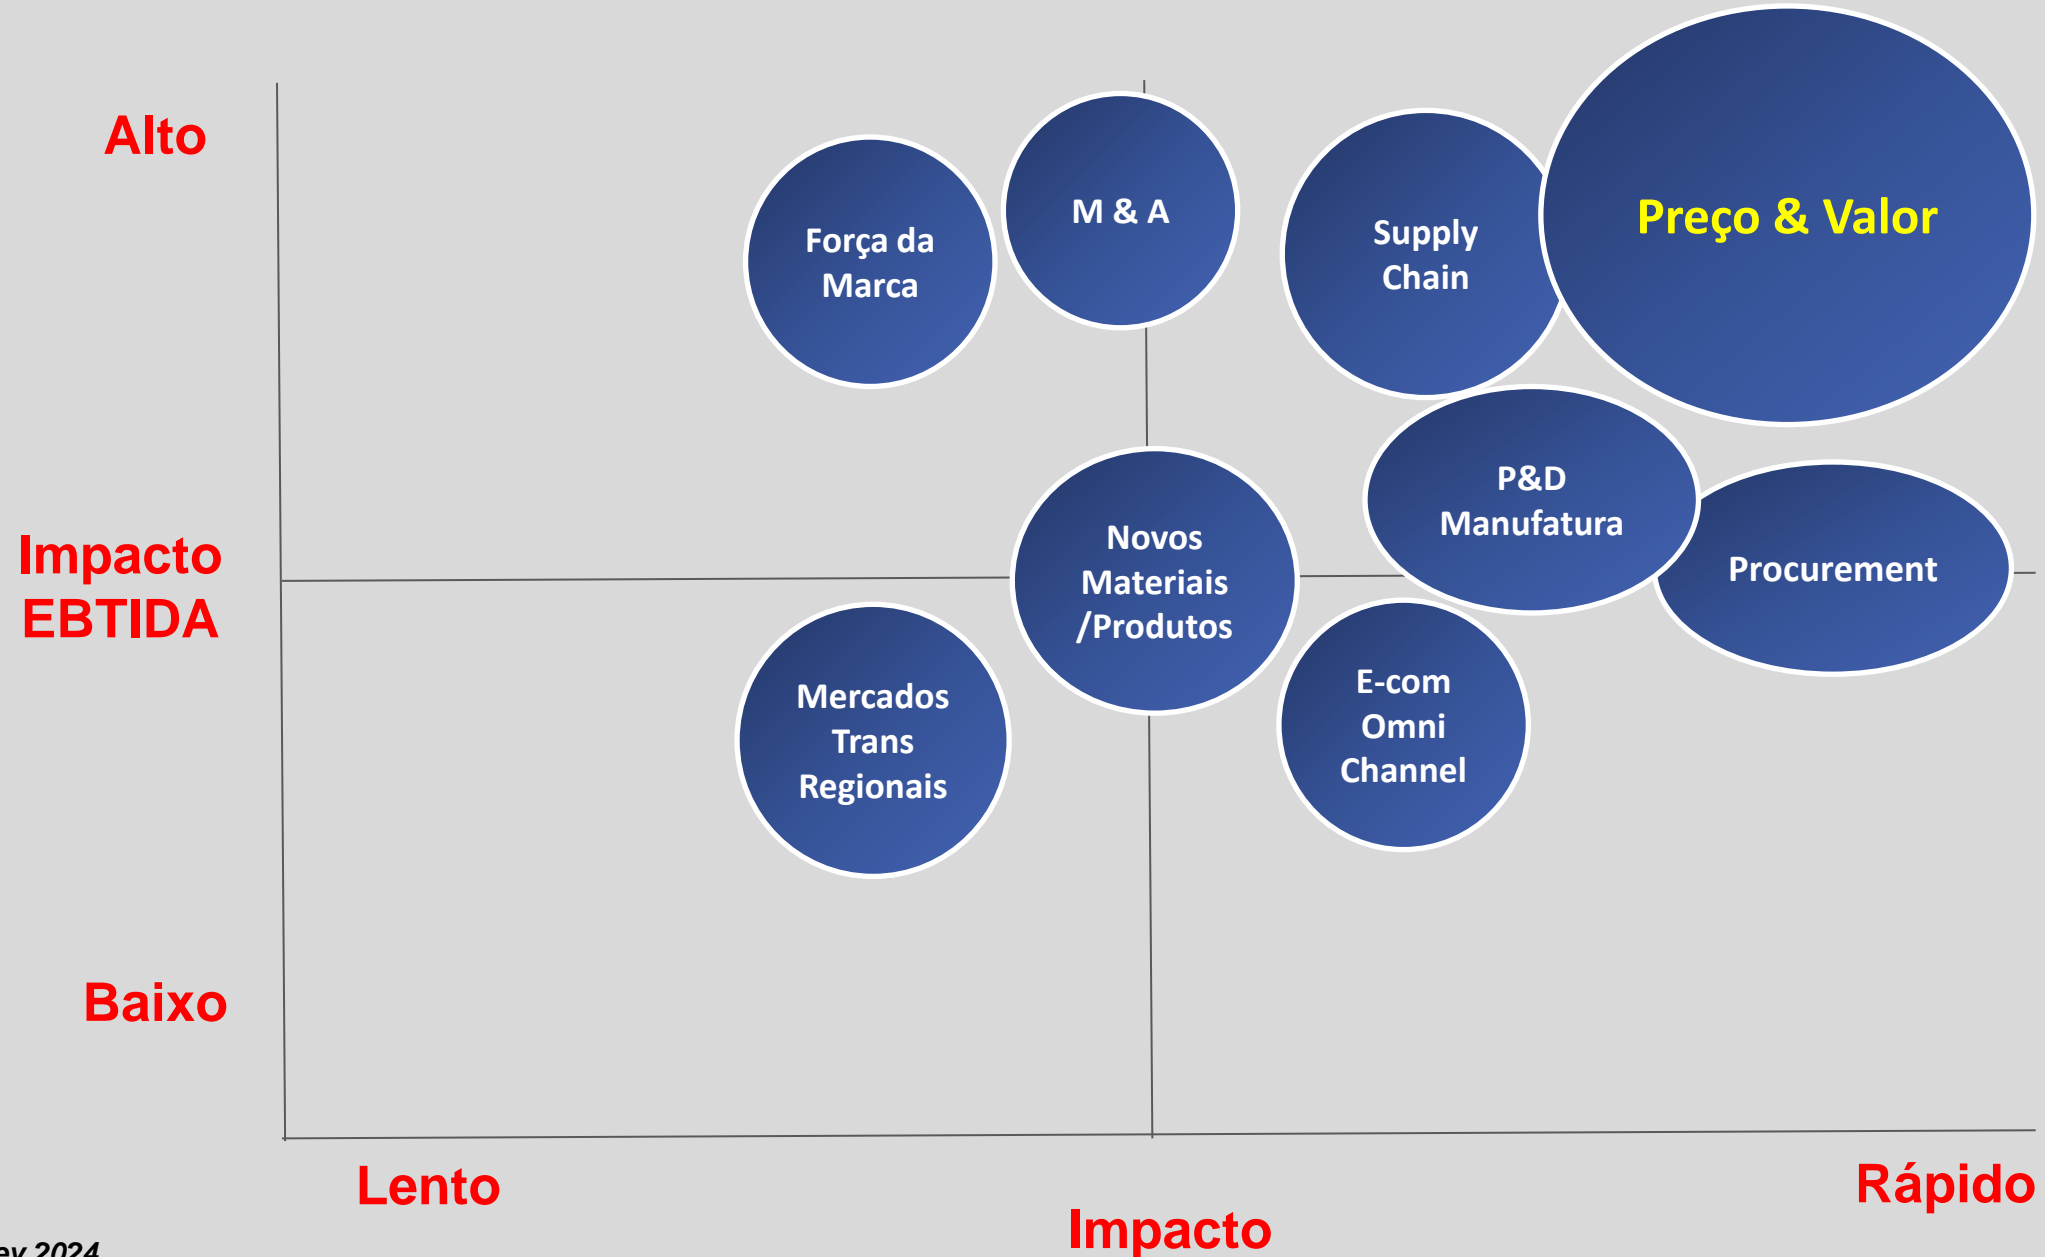 Alto
Força da
Marca
M & A
Supply
Chain
Preço & Valor
P&D
Manufatura
Impacto
EBTIDA
Novos
Materiais
/Produtos
Procurement
Mercados
Trans
Regionais
E-com
Omni
Channel
Baixo
Lento
Rápido
Impacto
2024